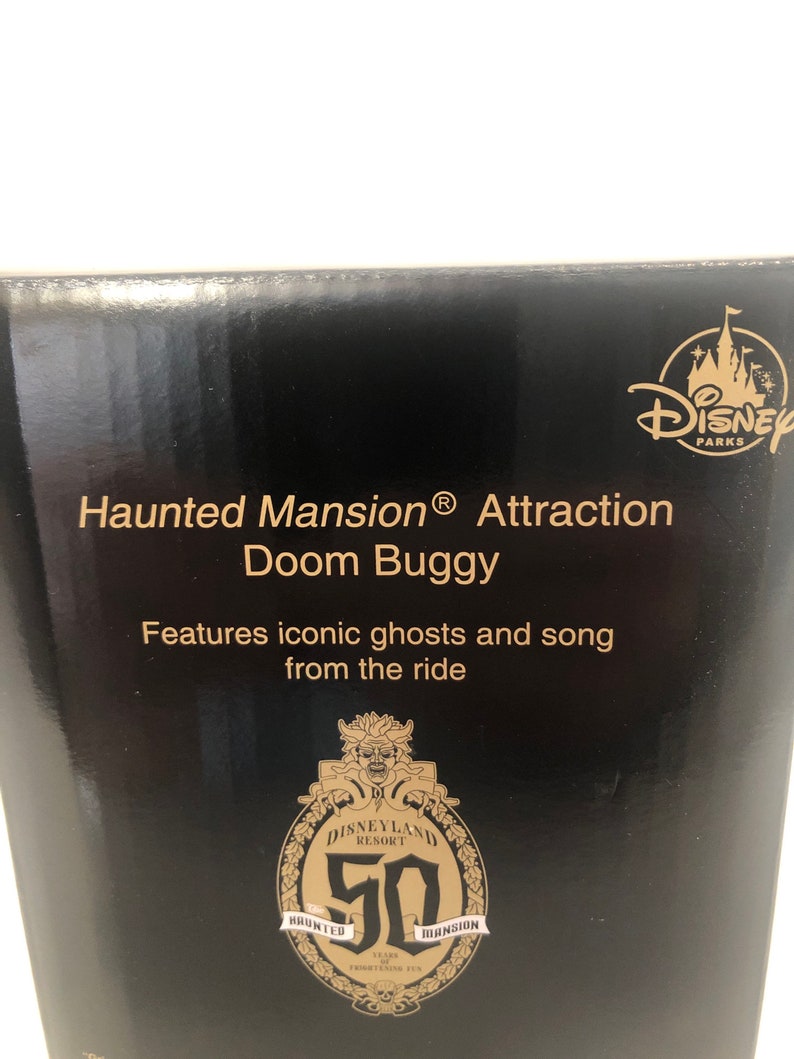 Disney
PARKS
Haunted Mansion® Attraction
Doom Buggy
Features iconic ghosts and song
from the ride
DISNEYLAND
RESORT
50
The
HAUNTED MANSION
YEARS
OF
FRIGHTENING FUN